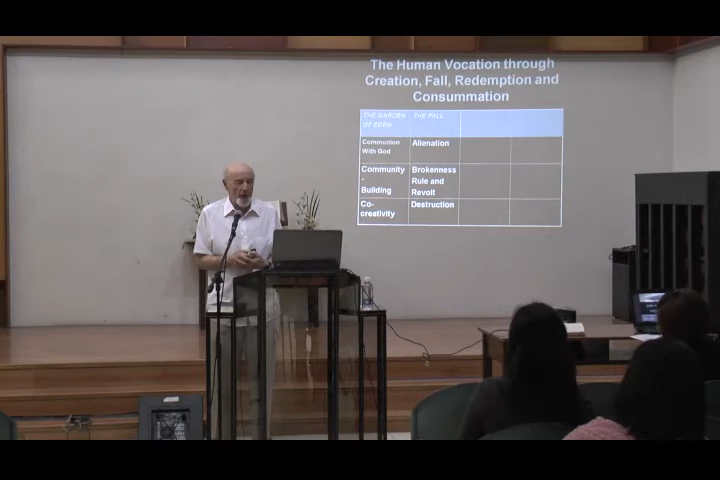 The Human Vocation through
Creation, Fall, Redemption and
Consummation
THE GARDEN
OF EDEN
THE FALL
Communion
With God
Alienation
Community
-
Building
Brokenness
Rule and
Revolt
Co-
creativity
Destruction